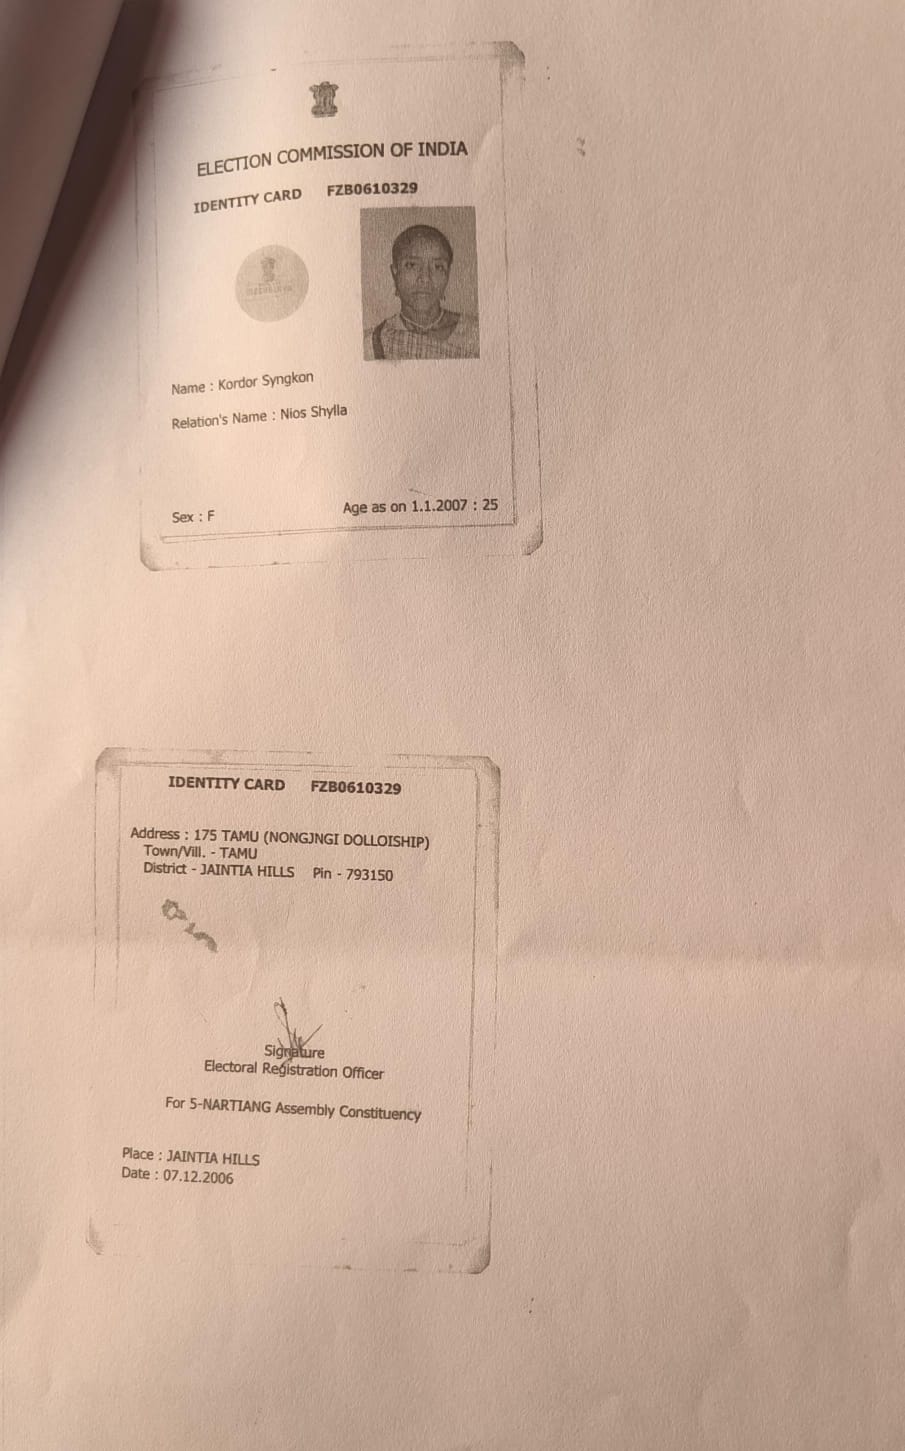 ELECTION COMMISSION OF INDIA
IDENTITY CARD FZB0610329
Name : Kordor Syngkon
Relation's Name : Nios Shylla
Sex : F Age as on 1.1.2007 : 25
IDENTITY CARD FZB0610329
Address : 175 TAMU (NONGJNGI DOLLOISHIP)
Town/Vill. - TAMU
District - JAINTIA HILLS Pin - 793150
Signature
Electoral Registration Officer
For 5-NARTIANG Assembly Constituency
Place : JAINTIA HILLS
Date : 07.12.2006